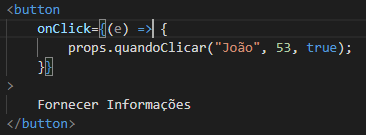 <button
onClick={(e) => {
props.quandoClicar("João", 53, true);
}}
>
Fornecer Informações
</button>